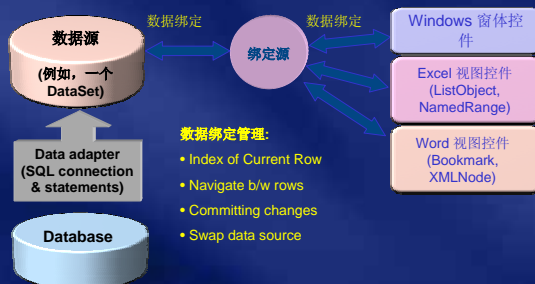 数据绑定
数据绑定
数据源
(例如，一个
DataSet)
绑定源
Windows 窗体控
件
Excel 视图控件
(ListObject,
NamedRange)
Word 视图控件
(Bookmark,
XMLNode)
Data adapter
(SQL connection
& statements)
Database
数据绑定管理:
• Index of Current Row
• Navigate b/w rows
• Committing changes
• Swap data source